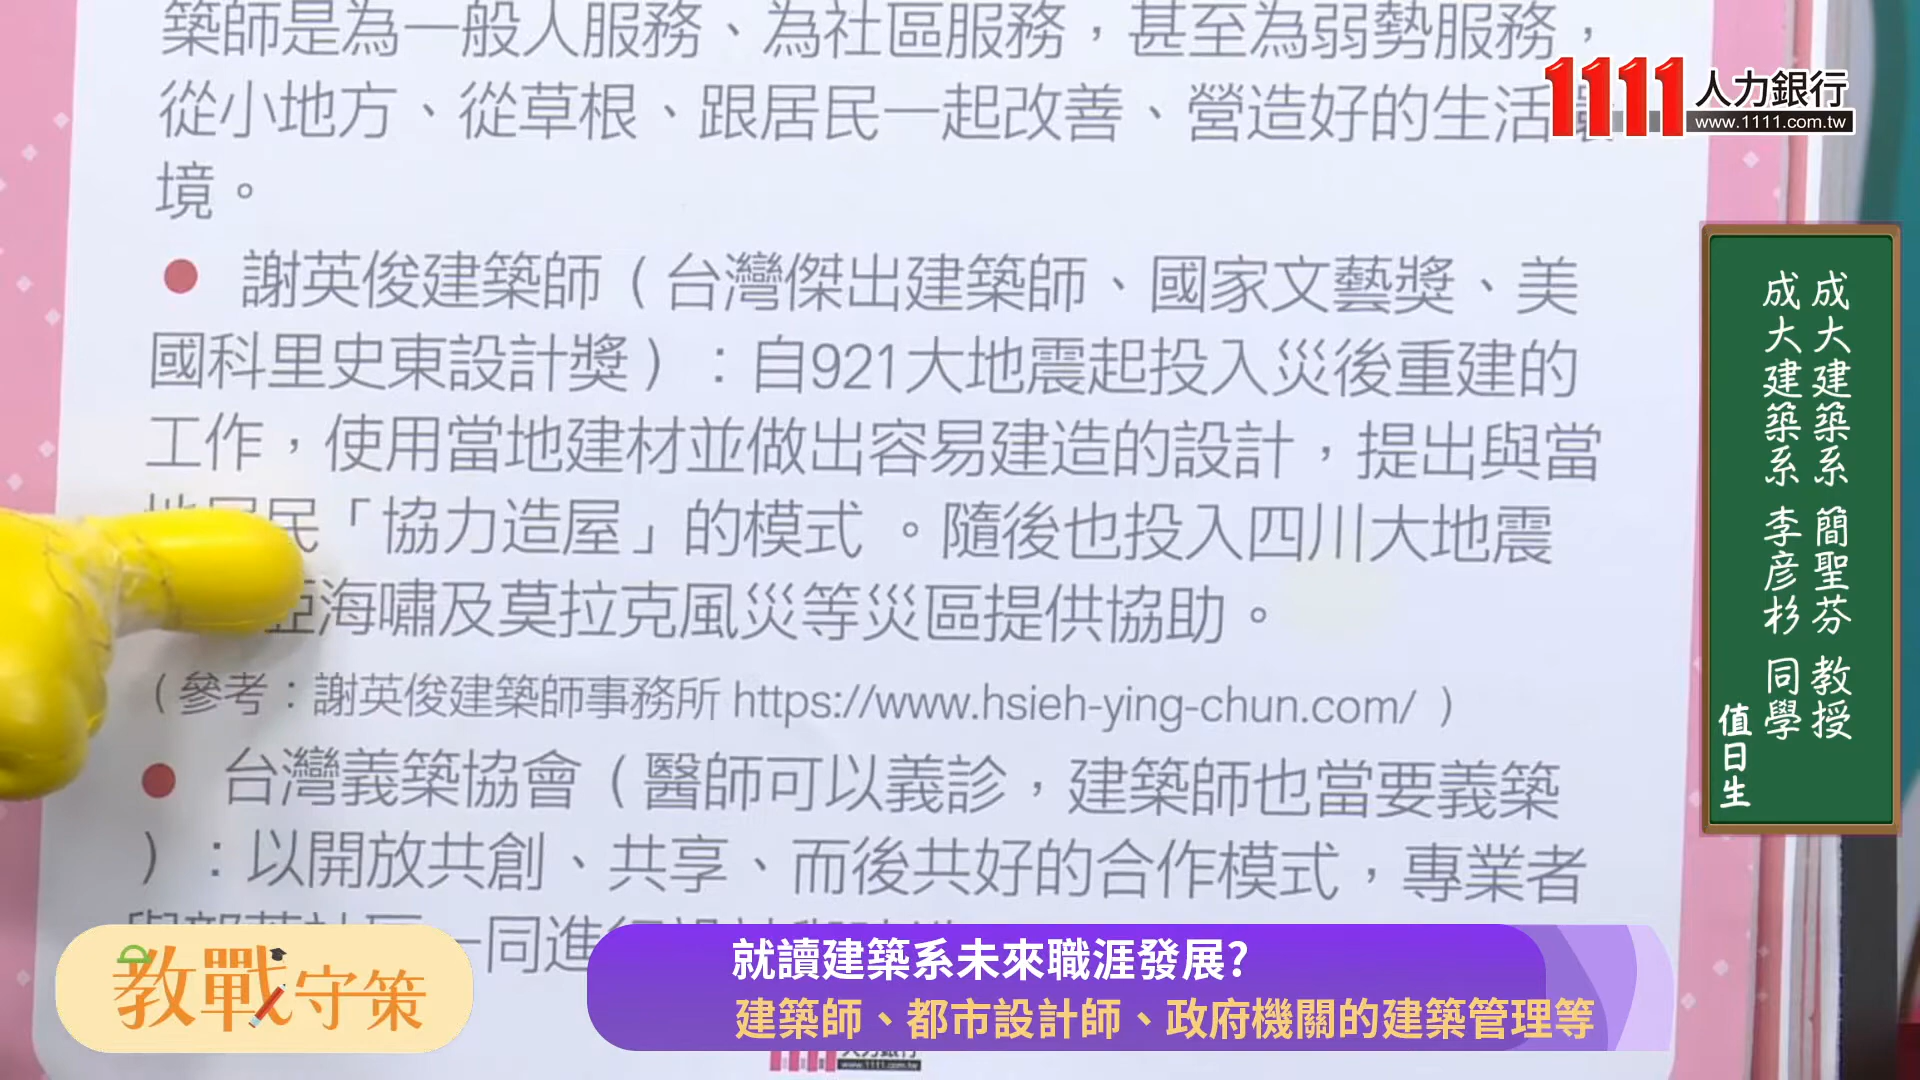 築師是為一般人服務、為社區服務，甚至為弱勢服務，
從小地方、從草根、跟居民一起改善、營造好的生活
境。
● 謝英俊建築師（台灣傑出建築師、國家文藝獎、美
國科里史東設計獎）：自921大地震起投入災後重建的
工作，使用當地建材並做出容易建造的設計，提出與當
民「協力造屋」的模式 。隨後也投入四川大地震
亞海嘯及莫拉克風災等災區提供協助。
（參考：謝英俊建築師事務所 https://www.hsieh-ying-chun.com/ ）
● 台灣義築協會（醫師可以義診，建築師也當要義築
）：以開放共創、共享、而後共好的合作模式，專業者
一同進
1111 人力銀行
www.1111.com.tw
成大建築系 簡聖芬 教授
成大建築系 李彦杉 同學
值日生
教戰守策
就讀建築系未來職涯發展?
建築師、都市設計師、政府機關的建築管理等
www.1111.com.tw